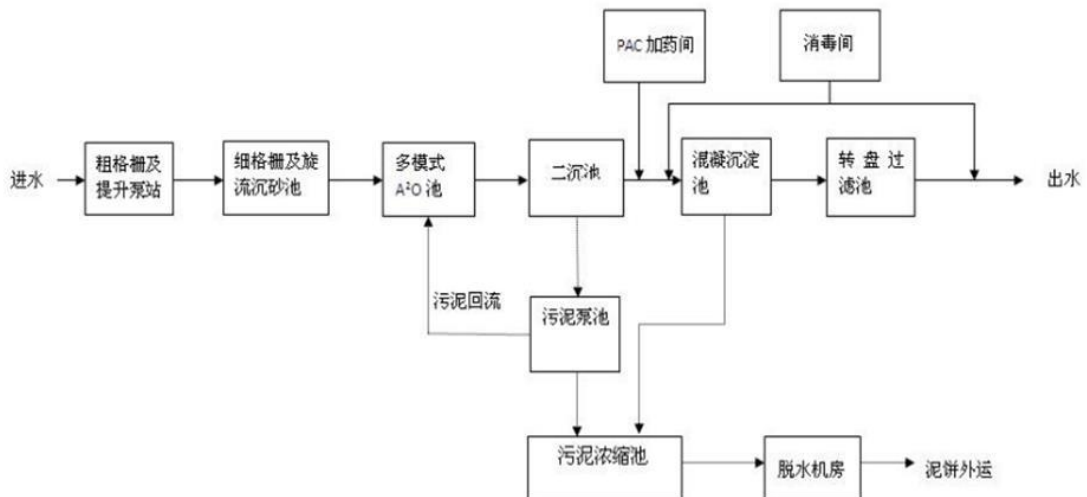 PAC加药间
消毒间
进水
粗格栅及
提升泵站
细格栅及旋
流沉砂池
多模式
A²O 池
二沉池
混凝沉淀
池
转盘过
滤池
出水
污泥回流
污泥泵池
污泥浓缩池
脱水机房
泥饼外运